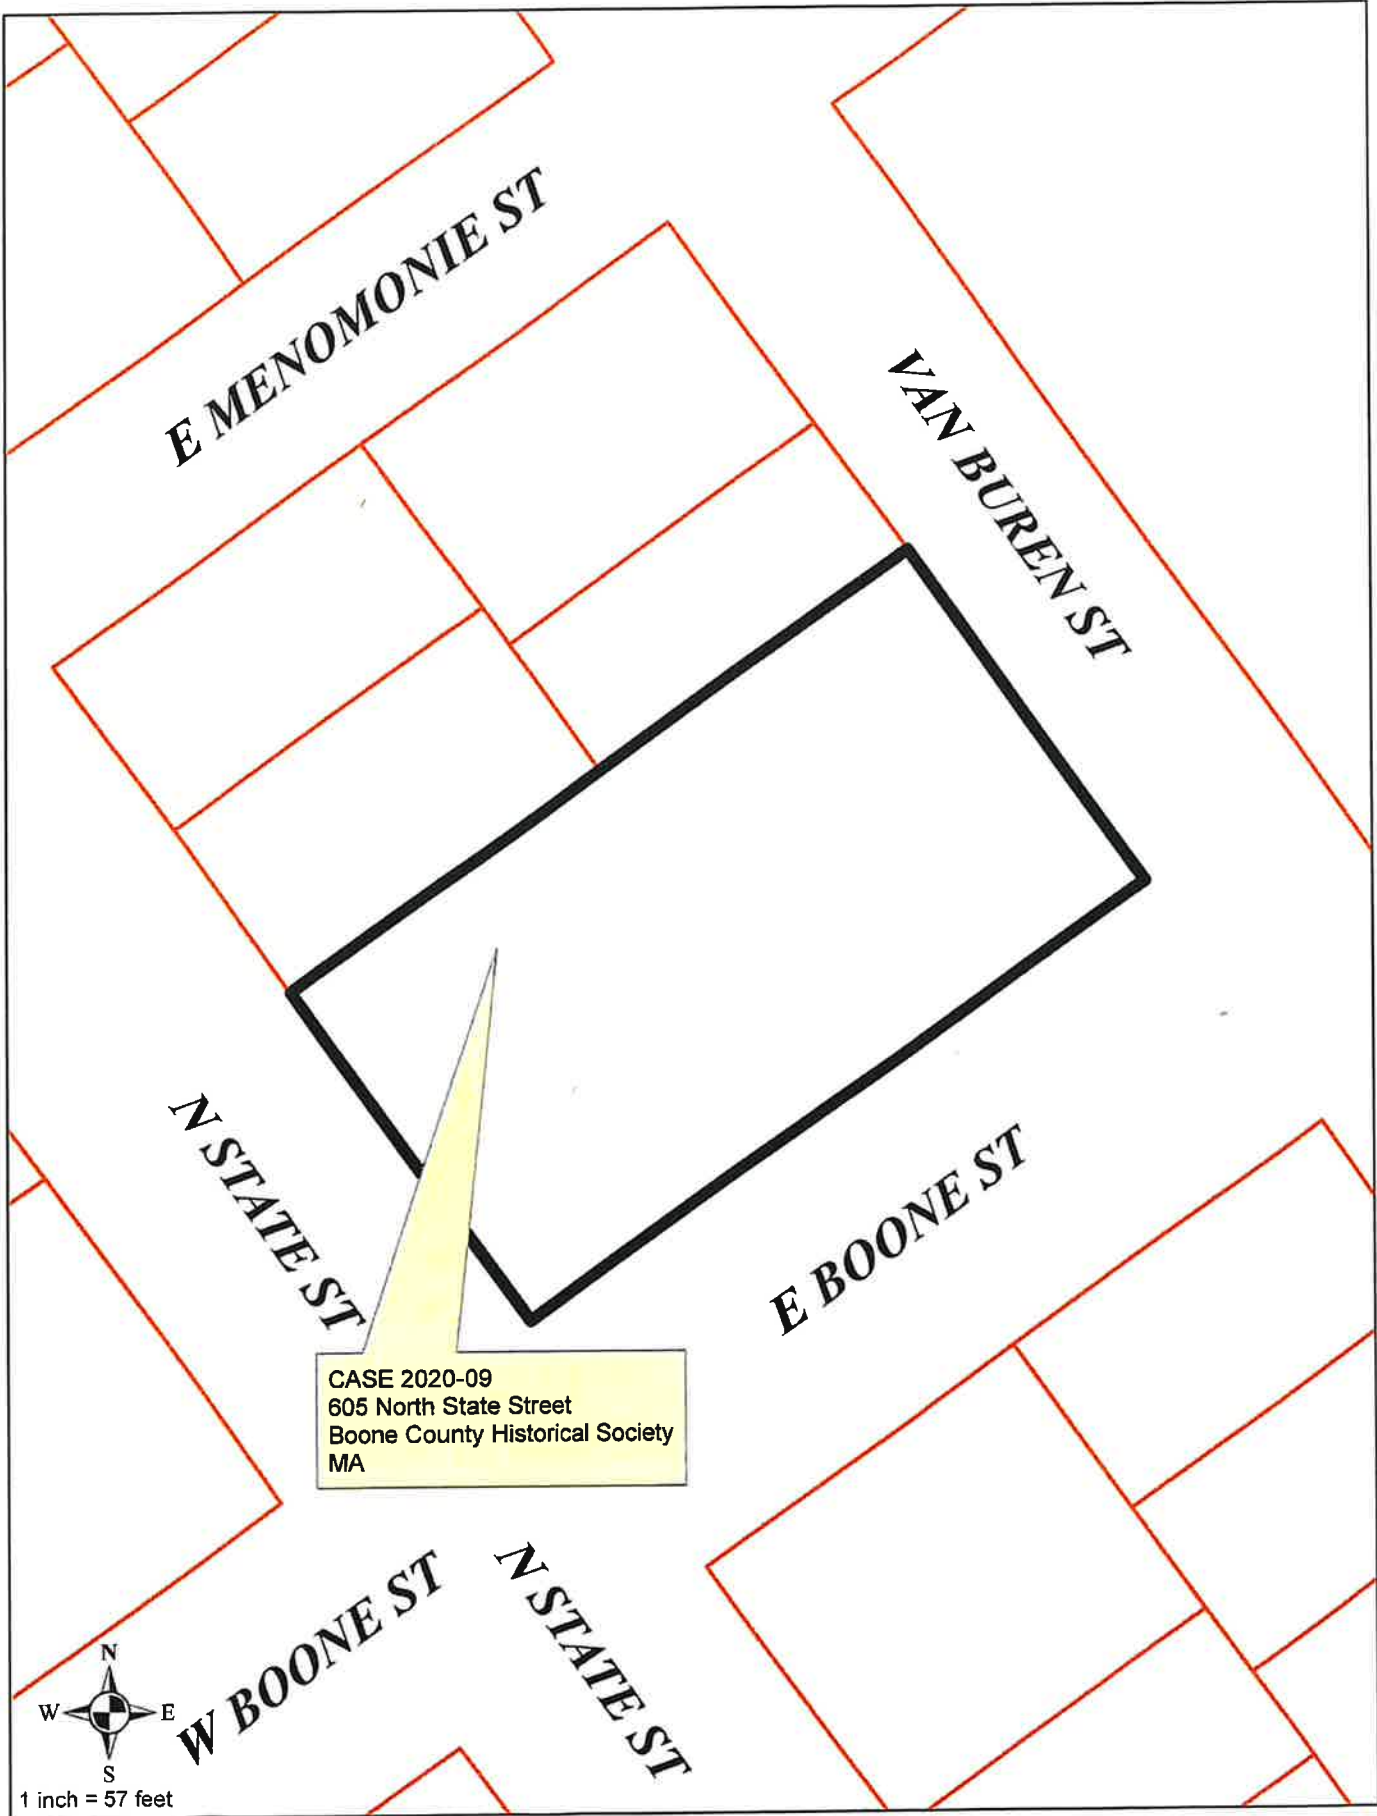 E MENOMONIE ST
VAN BUREN ST
N STATE ST
E BOONE ST
CASE 2020-09
605 North State Street
Boone County Historical Society
MA
W BOONE ST
N STATE ST
N
W E
S
1 inch = 57 feet